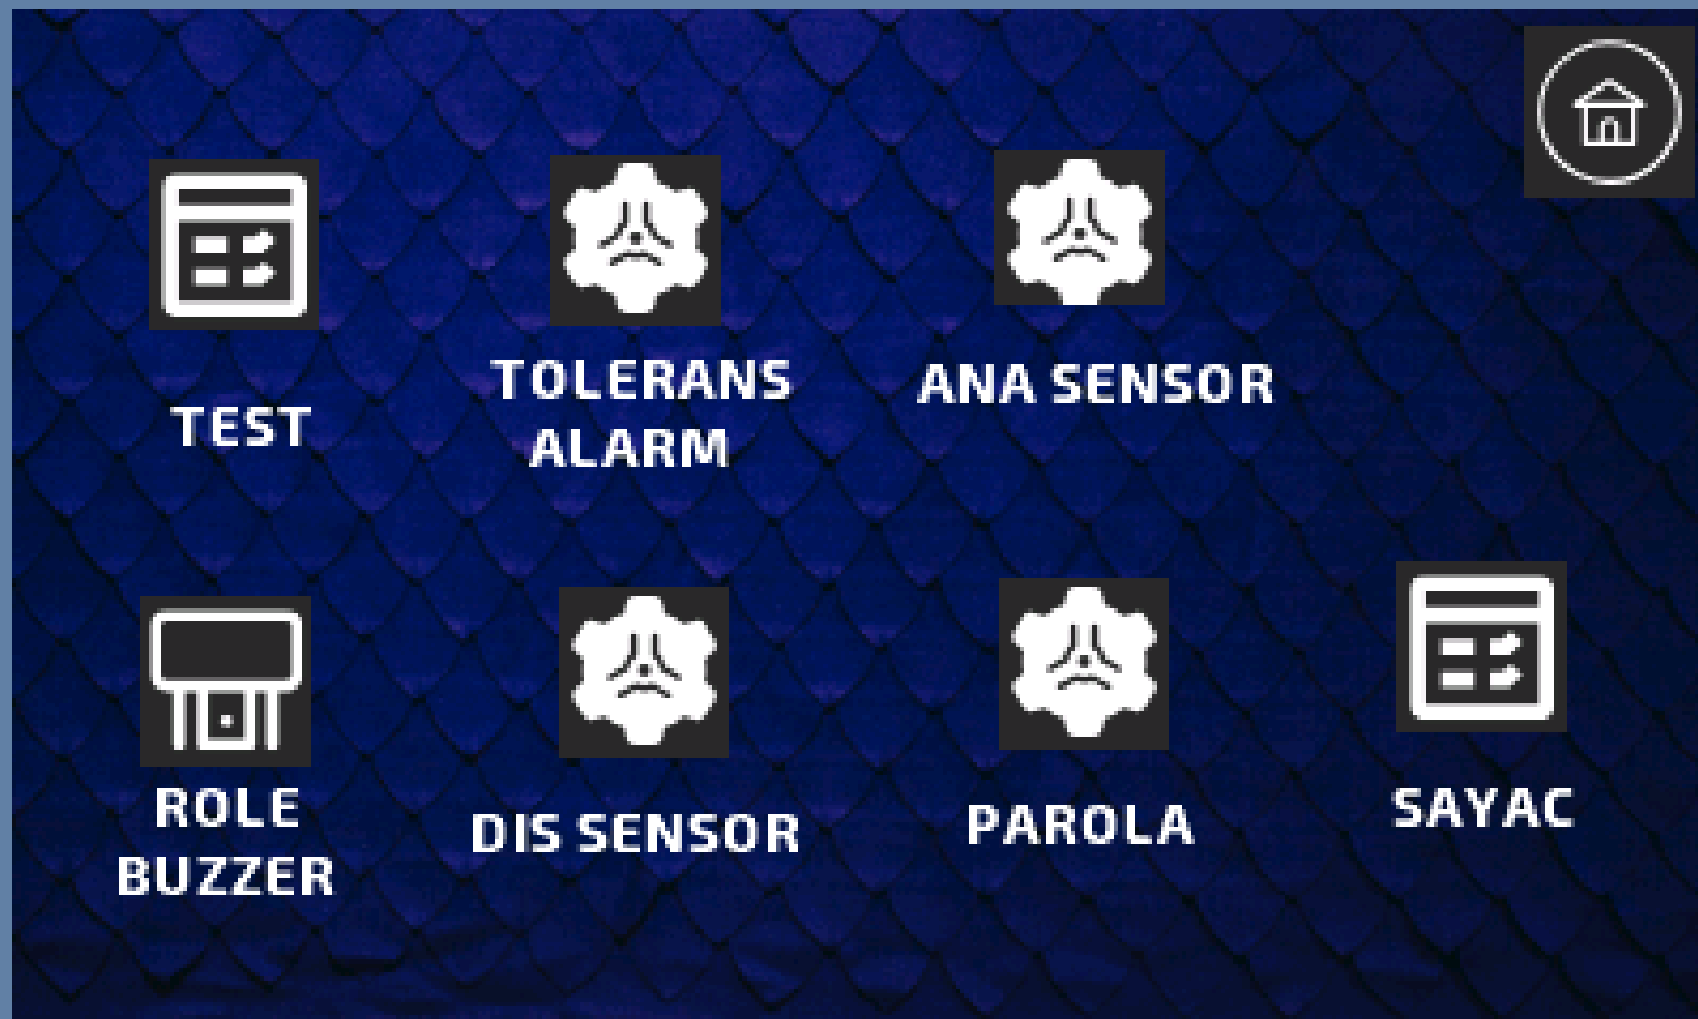 TEST
TOLERANS
ALARM
ANA SENSOR
ROLE
BUZZER
DIS SENSOR
PAROLA
SAYAC